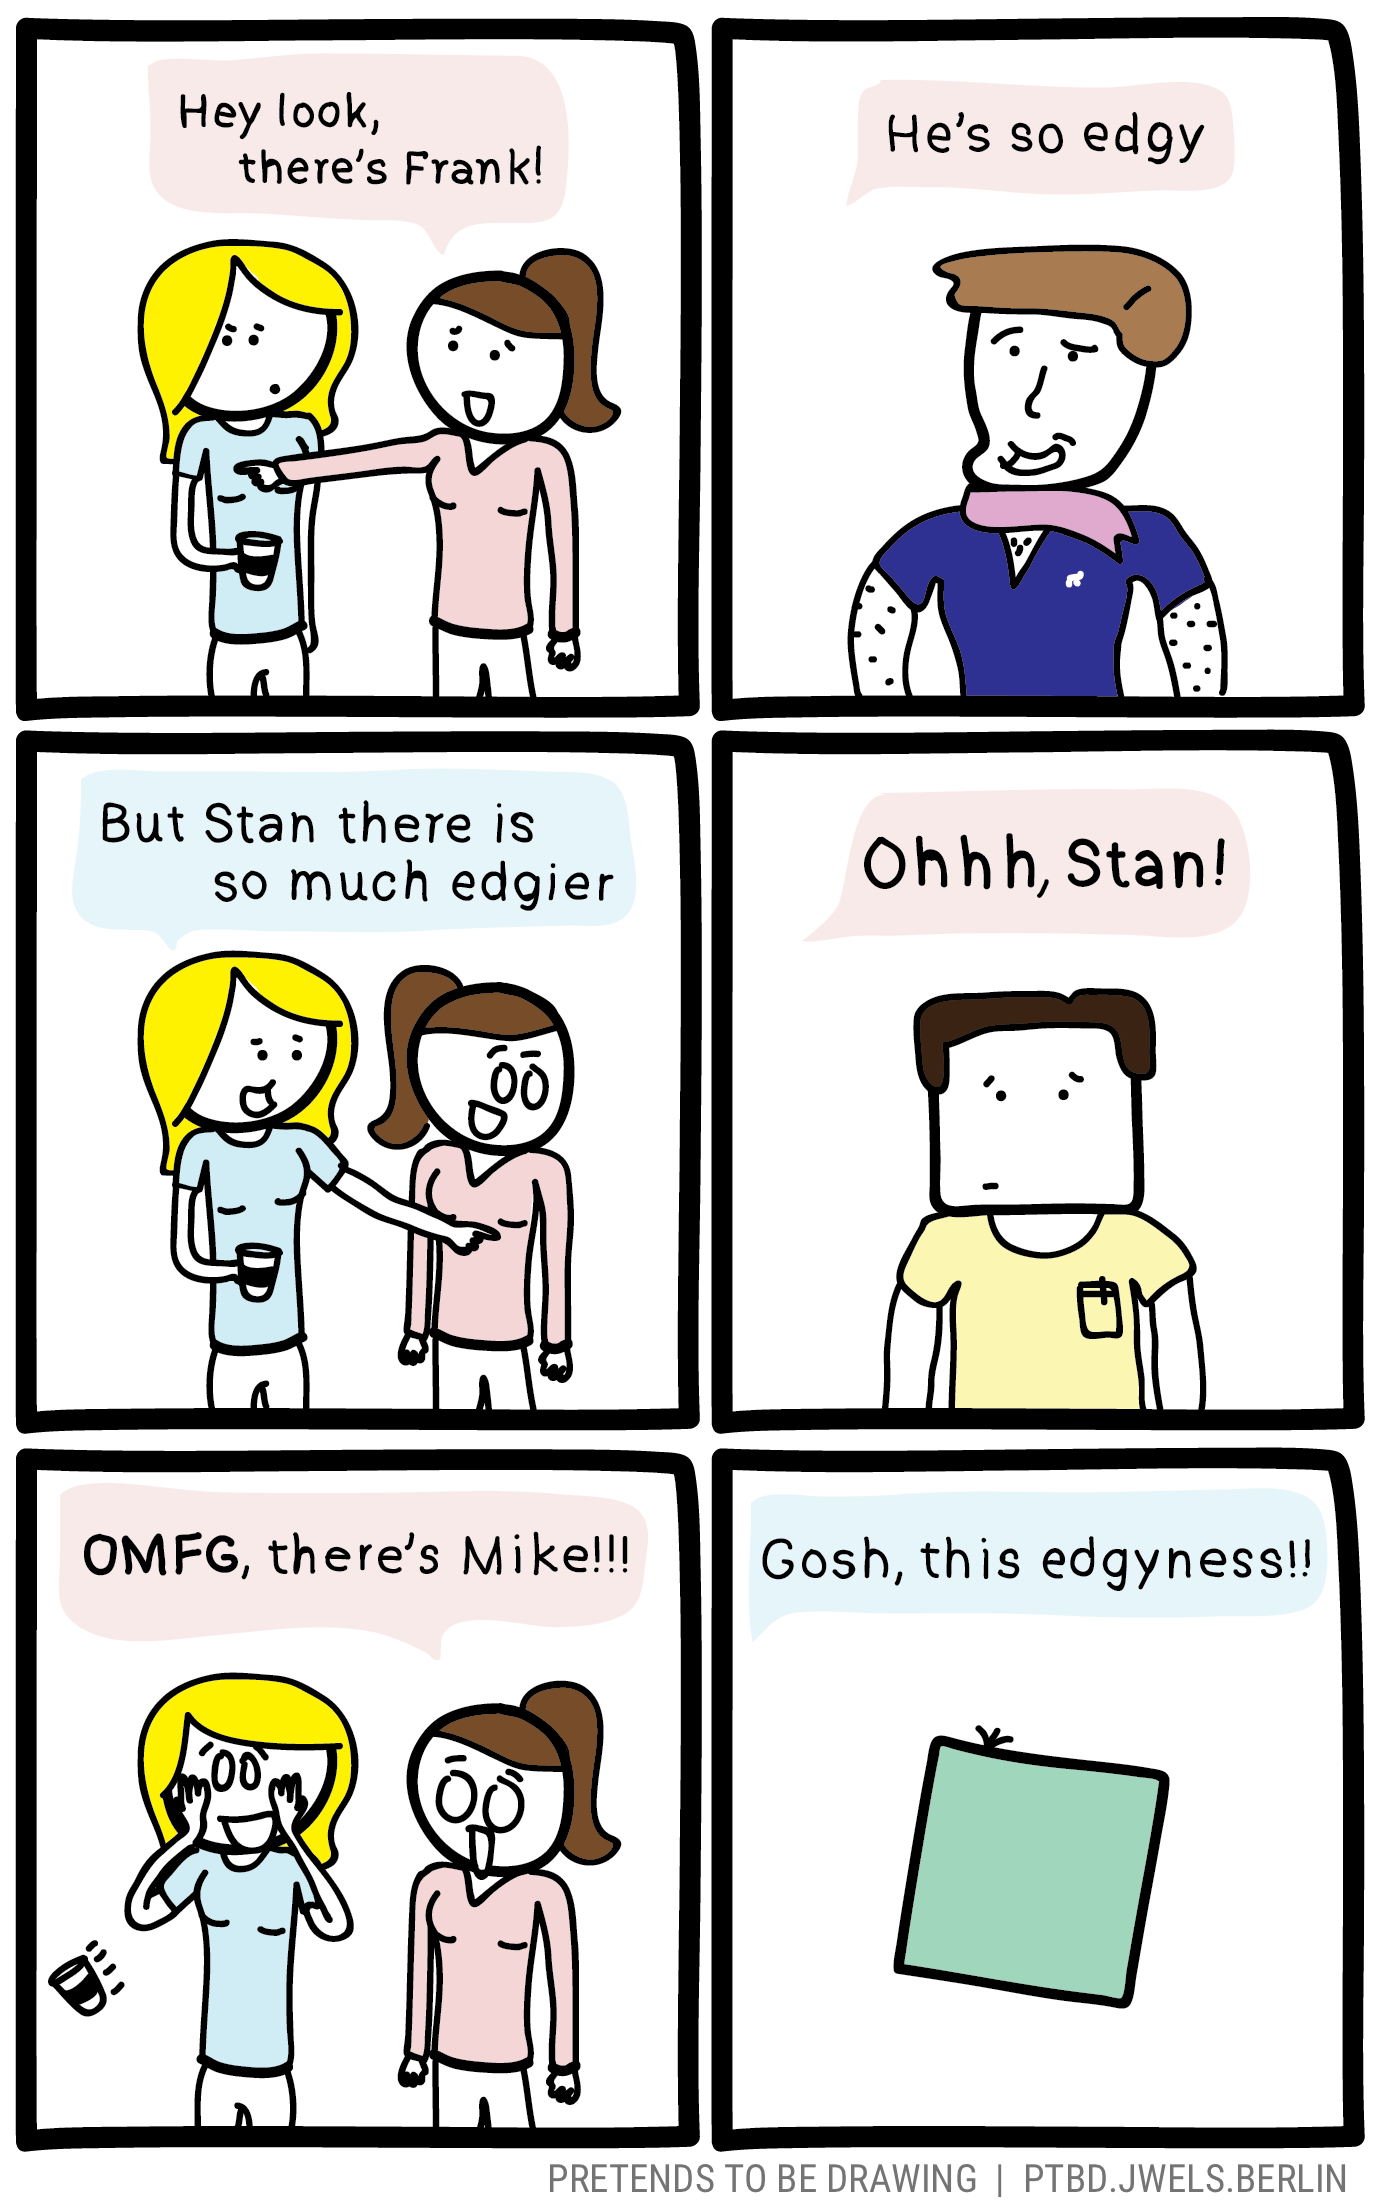 Hey look,
there's Frank!
He's so edgy
But Stan there is
so much edgier
Ohhh, Stan!
OMFG, there's Mike!!!
Gosh, this edgyness!!
PRETENDS TO BE DRAWING | PTBD.JWELS.BERLIN